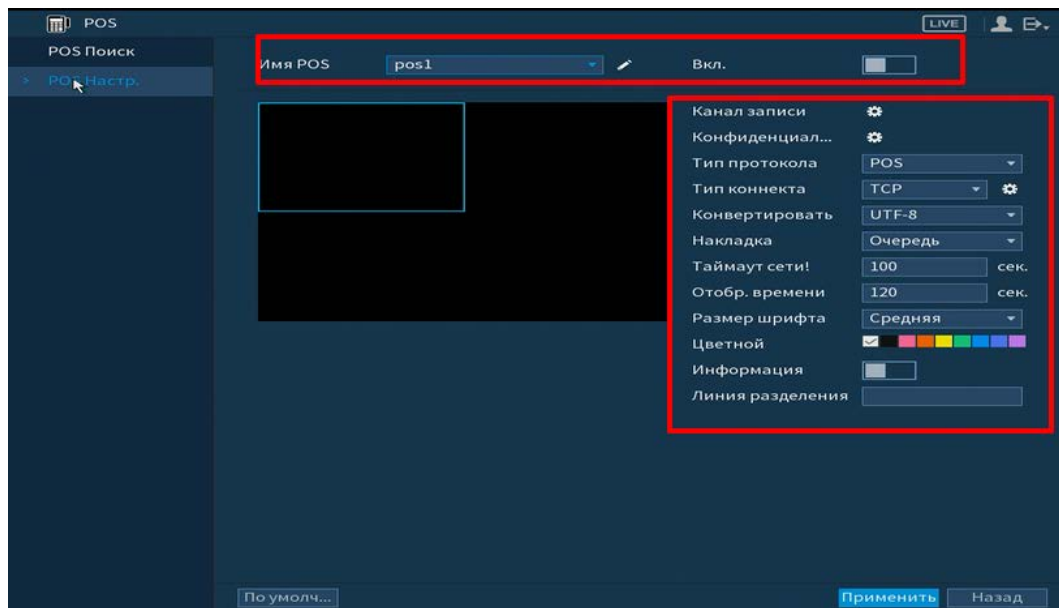 POS LIVE
POS Поиск
> POS Настр.
Имя POS pos1 Вкл.
Канал записи
Конфиденциал...
Тип протокола POS
Тип коннекта TCP
Конвертировать UTF-8
Накладка Очередь
Таймаут сети! 100 сек.
Отобр. времени 120 сек.
Размер шрифта Средняя
Цветной
Информация
Линия разделения
По умолч... Применить Назад